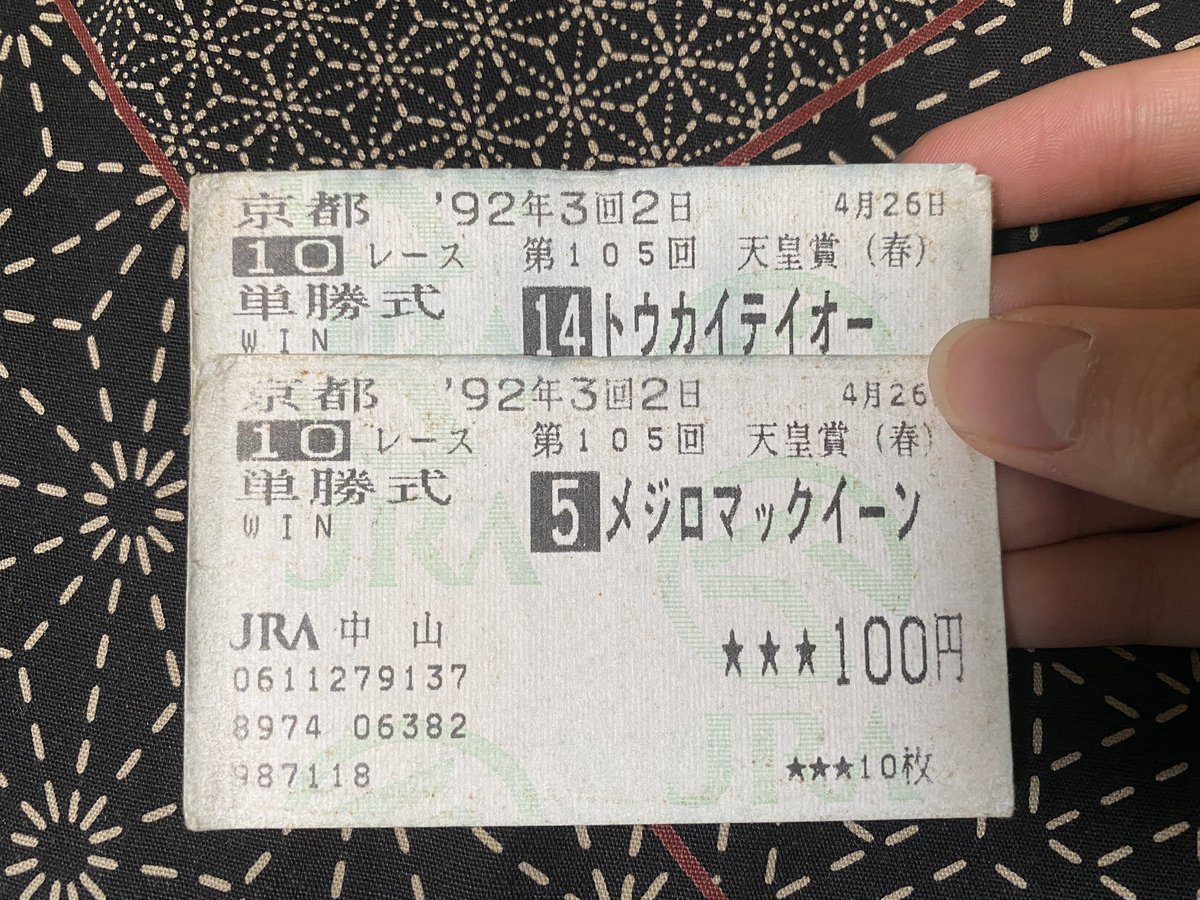 京都 '92年3回2日 4月26日
10 レース 第105回 天皇賞(春)
単勝式 14 トウカイテイオー
WIN
京都 '92年3回2日 4月26
10 レース 第105回 天皇賞(春)
単勝式 5 メジロマックイーン
WIN
JRA 中山 ★★★100円
0611279137
8974 06382
987118 ★★★10枚